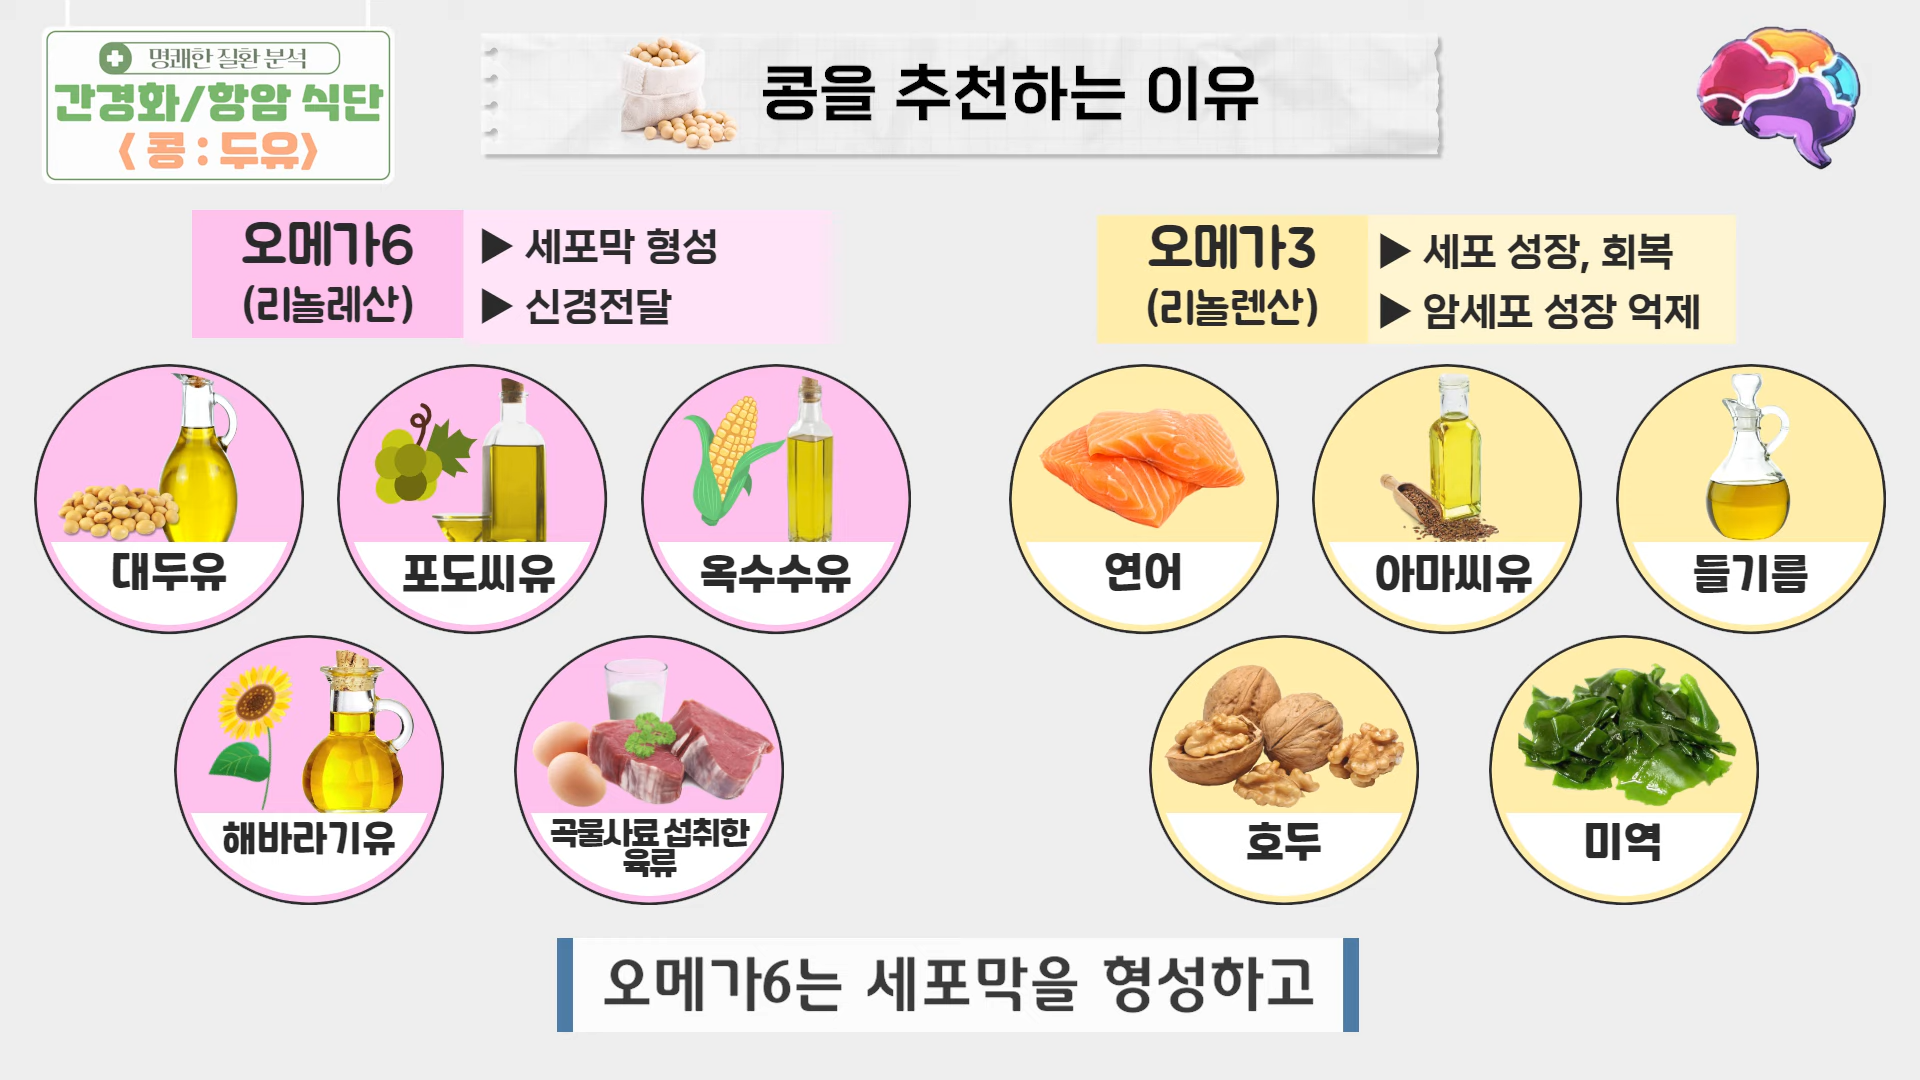 명쾌한 질환 분석
간경화/항암 식단
< 콩 : 두유>
콩을 추천하는 이유
오메가6
(리놀레산)
▶ 세포막 형성
▶ 신경전달
오메가3
(리놀렌산)
▶ 세포 성장, 회복
▶ 암세포 성장 억제
대두유
포도씨유
옥수수유
연어
아마씨유
들기름
해바라기유
곡물사료 섭취한
육류
호두
미역
오메가6는 세포막을 형성하고